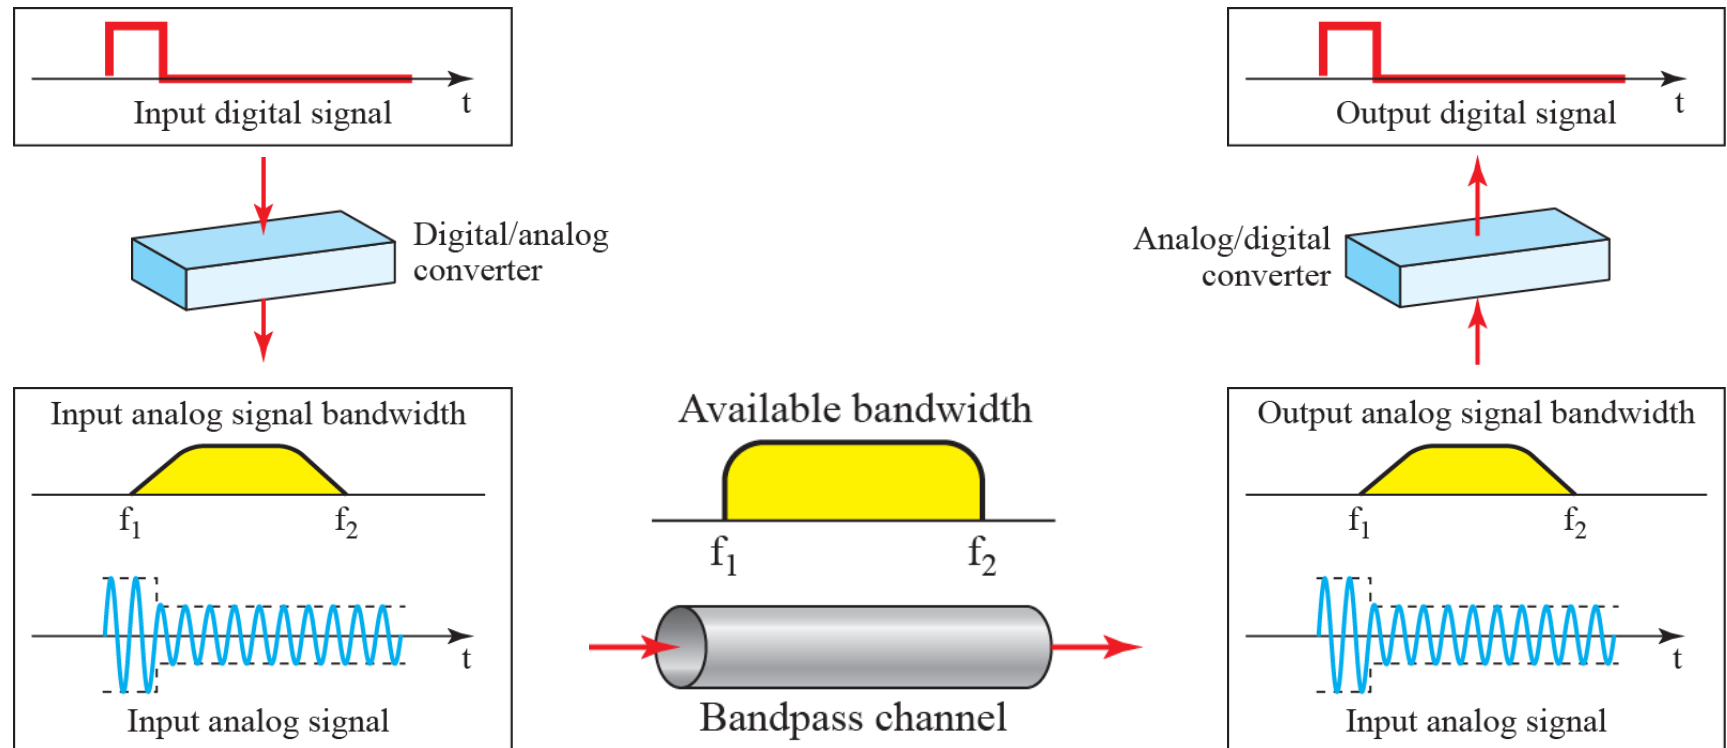 t
Input digital signal
Digital/analog
converter
Input analog signal bandwidth
f₁
f₂
t
Input analog signal
Available bandwidth
f₁
f₂
Bandpass channel
t
Output digital signal
Analog/digital
converter
Output analog signal bandwidth
f₁
f₂
t
Input analog signal